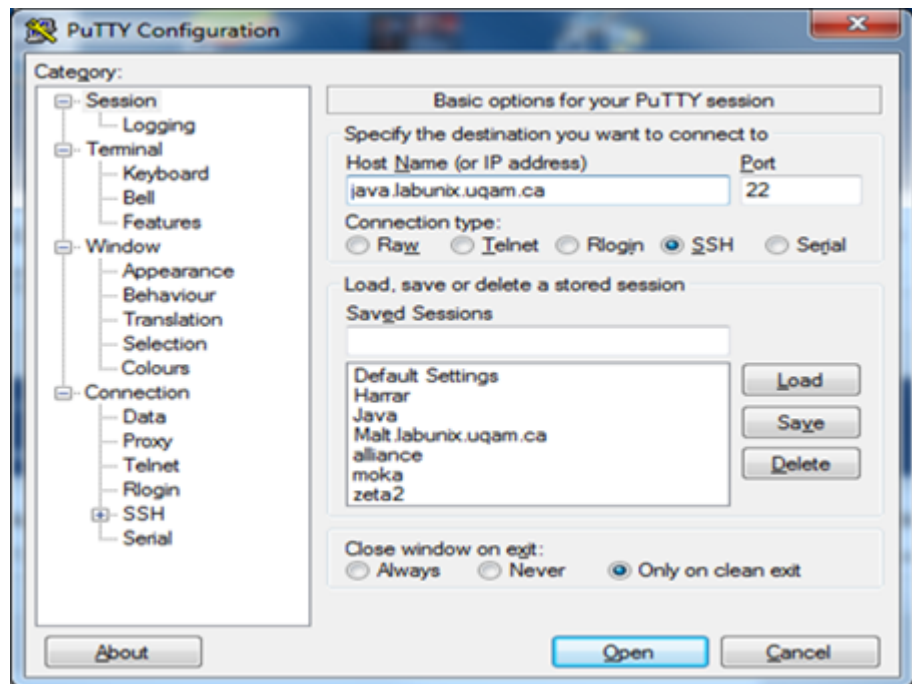 PuTTY Configuration
Category:
Session
Logging
Terminal
Keyboard
Bell
Features
Window
Appearance
Behaviour
Translation
Selection
Colours
Connection
Data
Proxy
Telnet
Rlogin
SSH
Serial
Basic options for your PuTTY session
Specify the destination you want to connect to
Host Name (or IP address) Port
java.labunix.uqam.ca 22
Connection type:
Raw Telnet Rlogin SSH Serial
Load, save or delete a stored session
Saved Sessions
Default Settings
Harrar
Java
Malt.labunix.uqam.ca
alliance
moka
zeta2
Load
Save
Delete
Close window on exit:
Always Never Only on clean exit
About Open Cancel